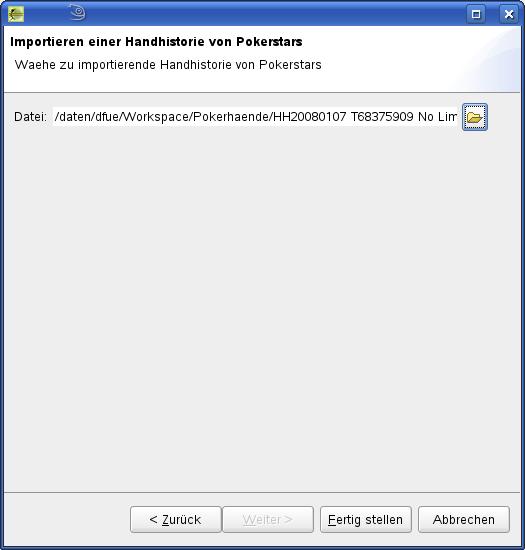 Importieren einer Handhistorie von Pokerstars
Waehe zu importierende Handhistorie von Pokerstars
Datei: /daten/dfue/Workspace/Pokerhaende/HH20080107 T68375909 No Lim
< Zurück Weiter > Fertig stellen Abbrechen